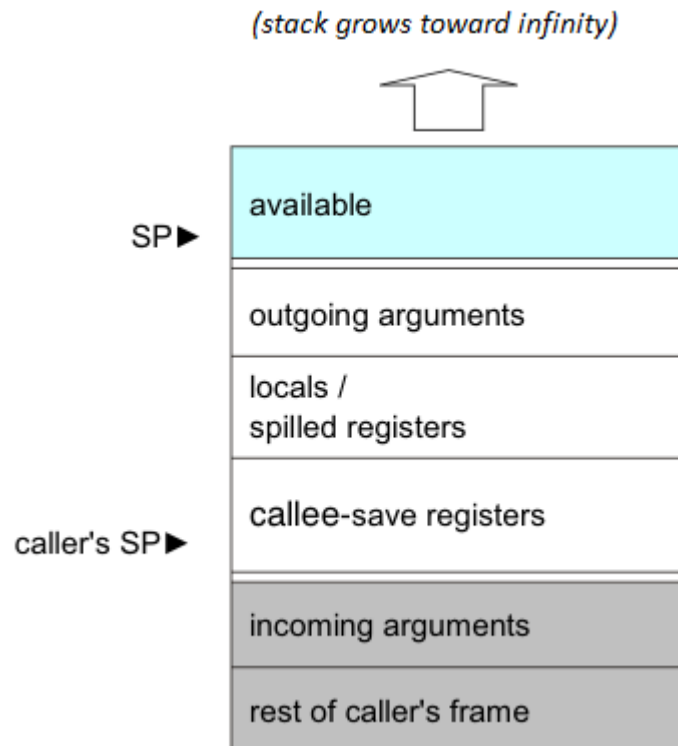 (stack grows toward infinity)
available
SP►
outgoing arguments
locals /
spilled registers
callee-save registers
caller's SP►
incoming arguments
rest of caller's frame